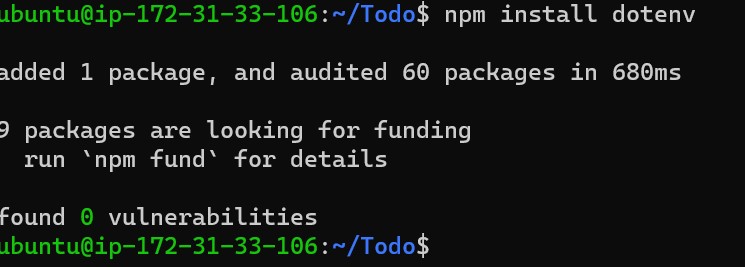 ubuntu@ip-172-31-33-106:~/Todo$ npm install dotenv
added 1 package, and audited 60 packages in 680ms
9 packages are looking for funding
run `npm fund` for details
found 0 vulnerabilities
ubuntu@ip-172-31-33-106:~/Todo$